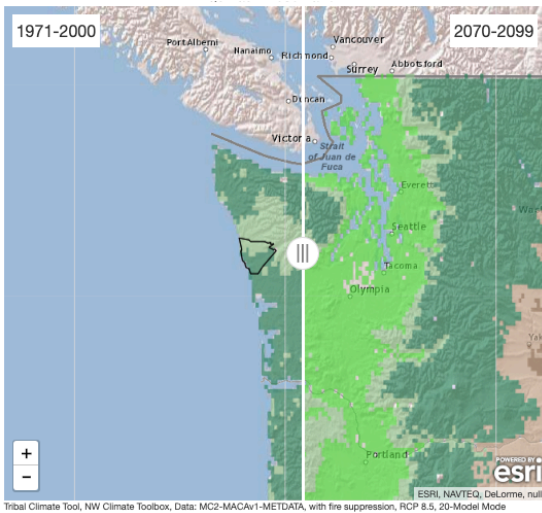 1971-2000
2070-2099
Port Alberni
Nanaimo
Vancouver
Richmond
Surrey
Abbotsford
Duncan
Victoria
Strait
of Juan de
Fuca
Everett
Seattle
Tacoma
Olympia
Portland
+
−
POWERED BY
esri
ESRI, NAVTEQ, DeLorme, null
Tribal Climate Tool, NW Climate Toolbox, Data: MC2-MACAv1-METDATA, with fire suppression, RCP 8.5, 20-Model Mode